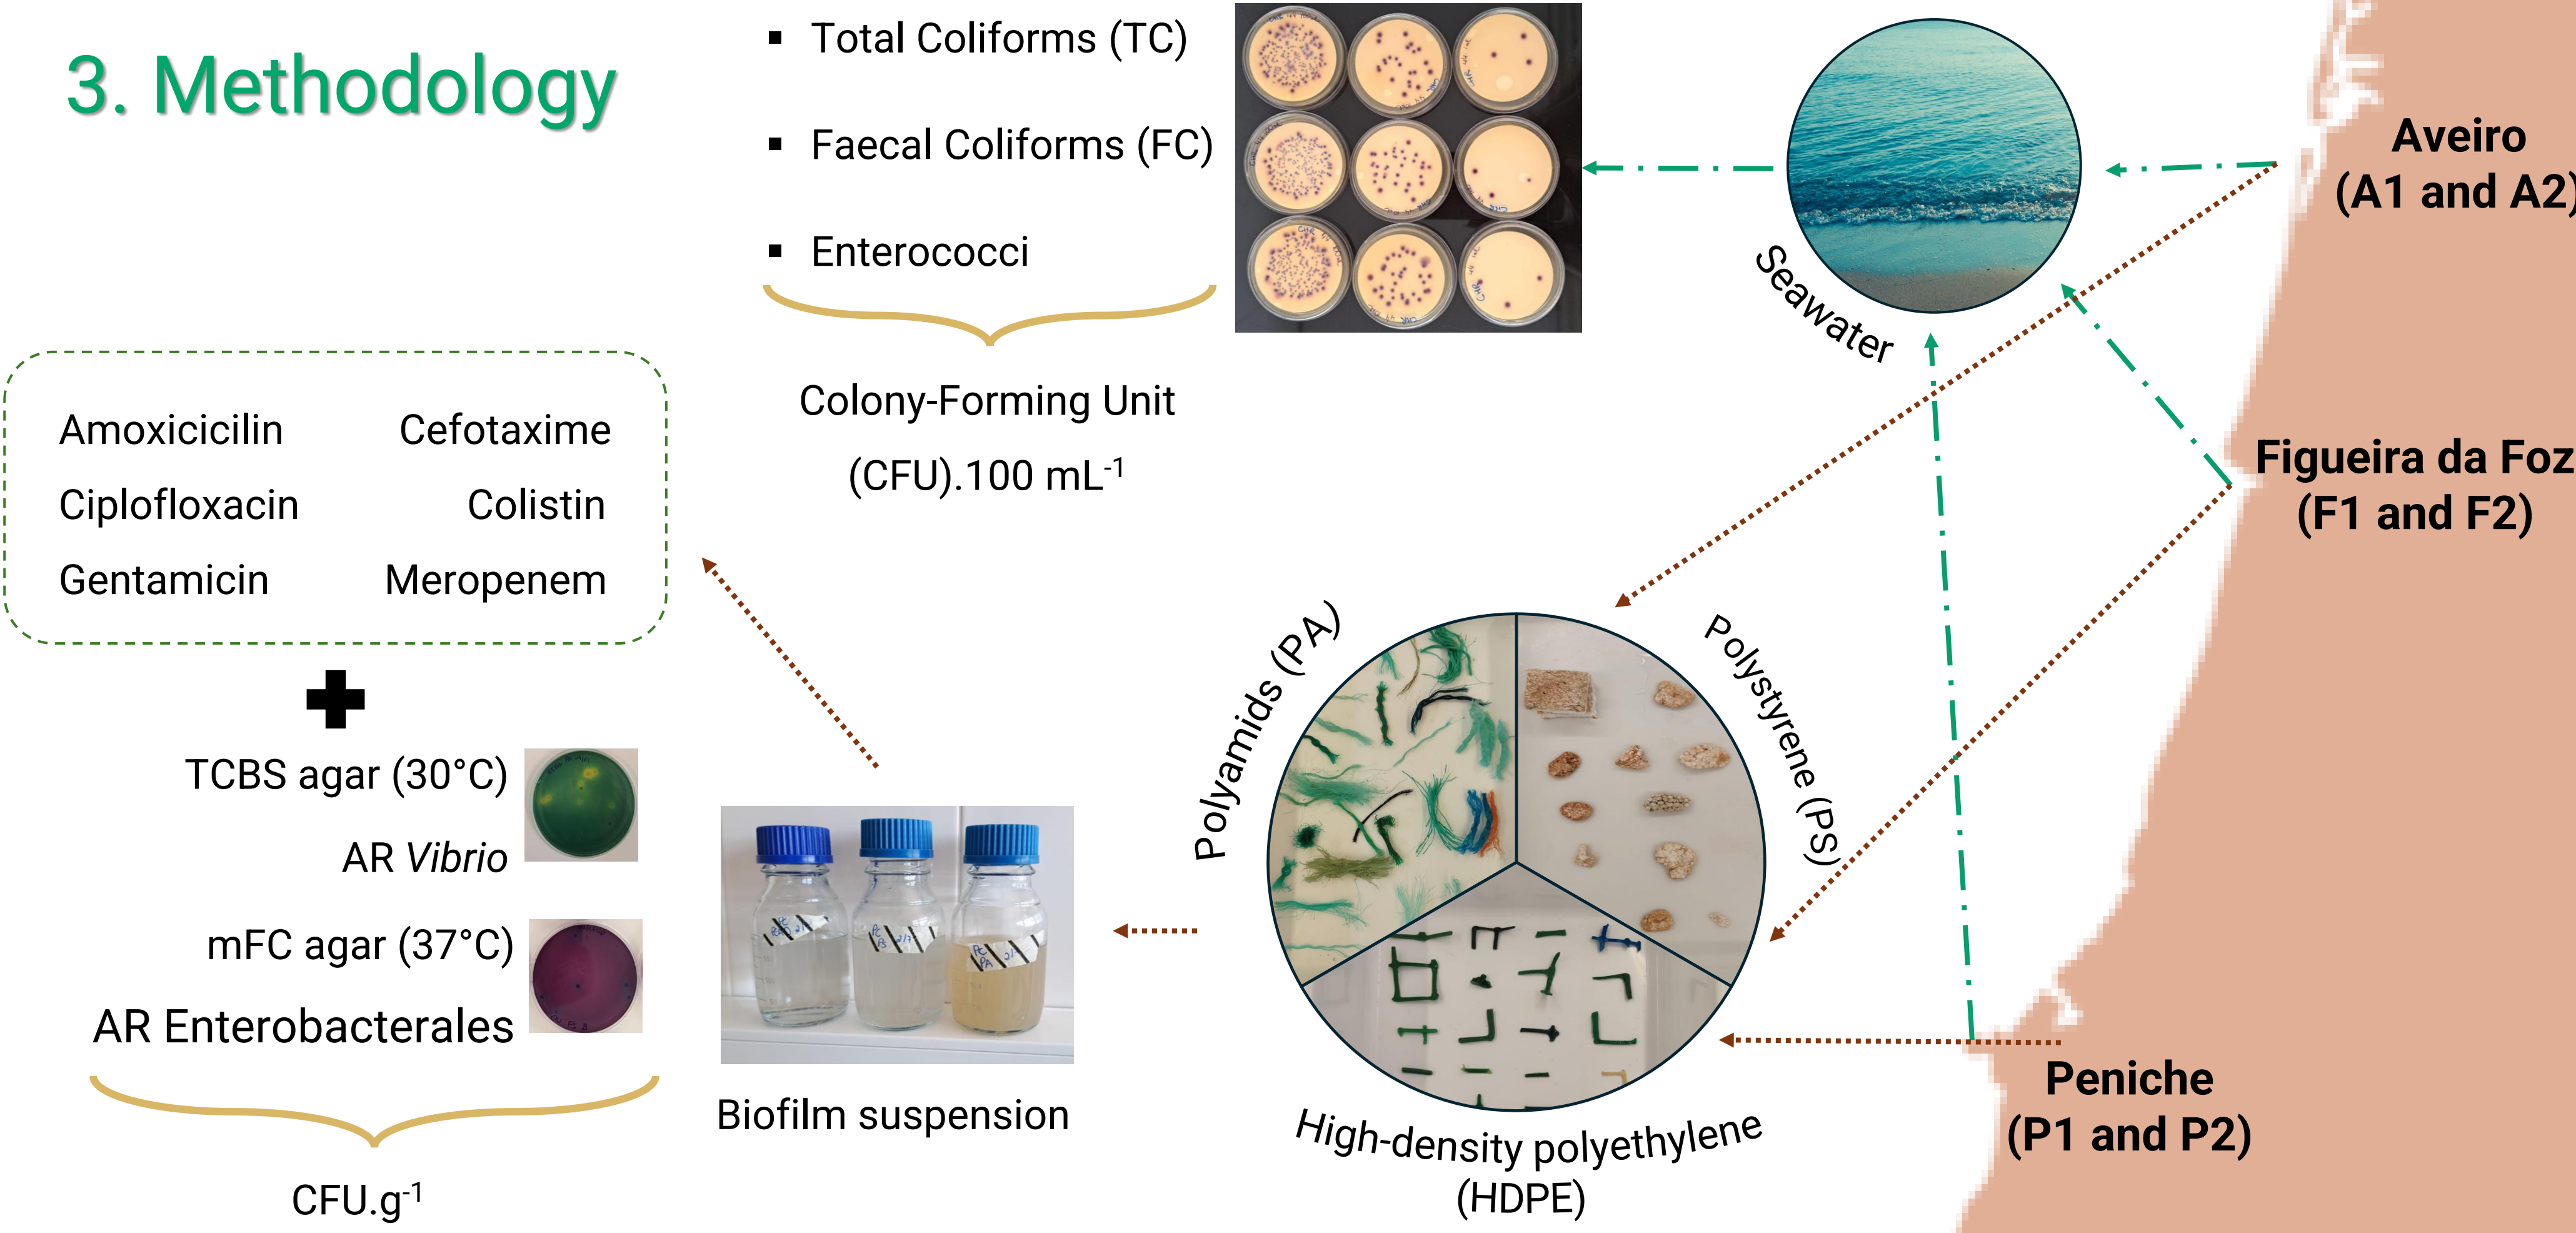 3. Methodology
▪ Total Coliforms (TC)
▪ Faecal Coliforms (FC)
▪ Enterococci
Colony-Forming Unit
(CFU).100 mL⁻¹
Seawater
Aveiro
(A1 and A2)
Figueira da Foz
(F1 and F2)
Peniche
(P1 and P2)
Polyamids (PA)
Polystyrene (PS)
High-density polyethylene
(HDPE)
Biofilm suspension
Amoxicicilin Cefotaxime
Ciplofloxacin Colistin
Gentamicin Meropenem
TCBS agar (30°C)
AR Vibrio
mFC agar (37°C)
AR Enterobacterales
CFU.g⁻¹